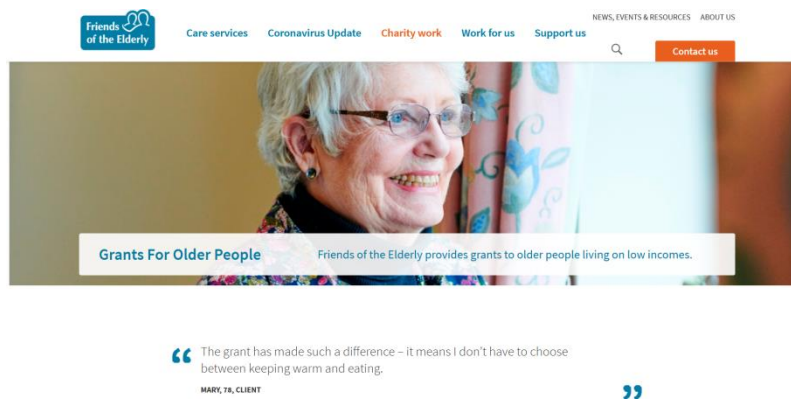 NEWS, EVENTS & RESOURCES ABOUT US
Friends
of the Elderly
Care services Coronavirus Update Charity work Work for us Support us
Contact us
Grants For Older People Friends of the Elderly provides grants to older people living on low incomes.
“ The grant has made such a difference – it means I don't have to choose
between keeping warm and eating.
MARY, 78, CLIENT ”